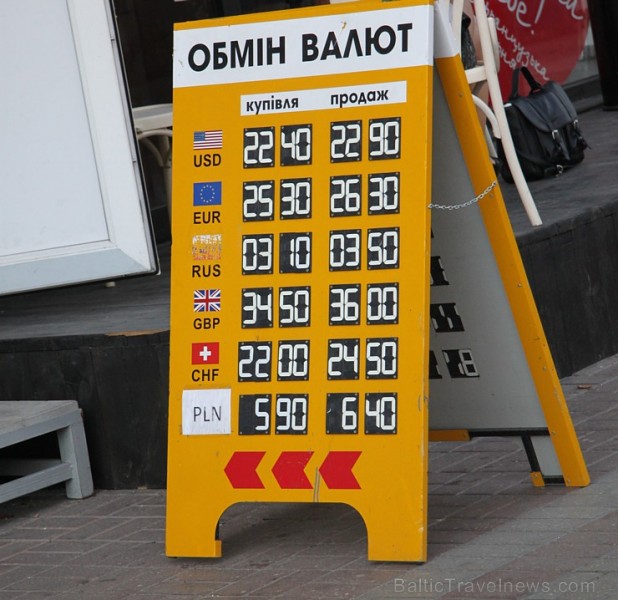 ОБМІН ВАЛЮТ
купівля продаж
USD 22 40 22 90
EUR 25 30 26 30
RUS 03 10 03 50
GBP 34 50 36 00
CHF 22 00 24 50
PLN 5 90 6 40
BalticTravelnews.com